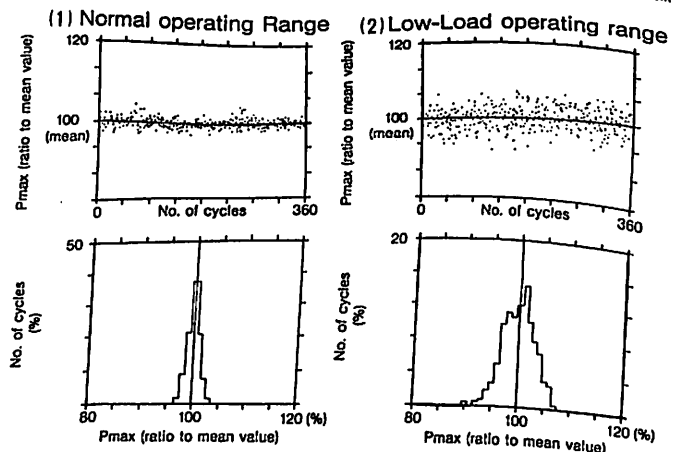 (1) Normal operating Range
120
Pmax (ratio to mean value)
100
(mean)
0
No. of cycles
360
(2) Low-Load operating range
120
Pmax (ratio to mean value)
100
(mean)
0
No. of cycles
360
50
No. of cycles
(%)
80
100
120 (%)
Pmax (ratio to mean value)
20
No. of cycles
(%)
80
100
120 (%)
Pmax (ratio to mean value)